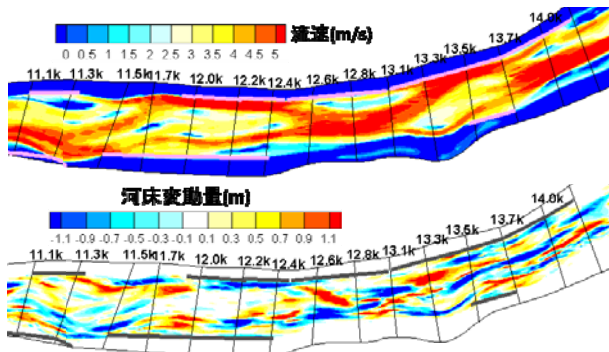 流速(m/s)
0 0.5 1 1.5 2 2.5 3 3.5 4 4.5 5
11.1k 11.3k 11.5k 11.7k 12.0k 12.2k 12.4k 12.6k 12.8k 13.1k 13.3k 13.5k 13.7k 14.0k
河床変動量(m)
-1.1 -0.9 -0.7 -0.5 -0.3 -0.1 0.1 0.3 0.5 0.7 0.9 1.1
11.1k 11.3k 11.5k 11.7k 12.0k 12.2k 12.4k 12.6k 12.8k 13.1k 13.3k 13.5k 13.7k 14.0k